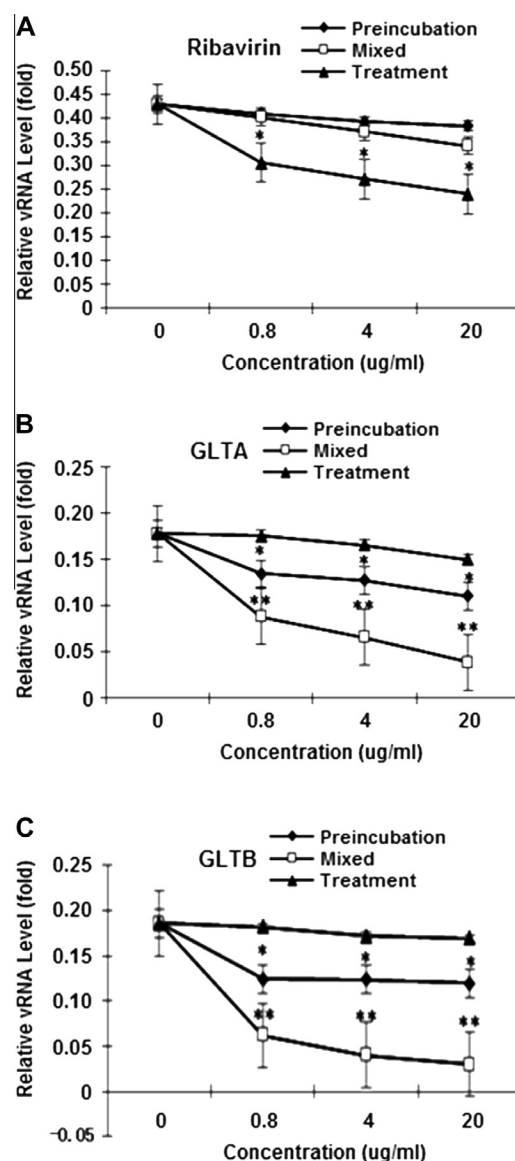 A
Ribavirin
Preincubation
Mixed
Treatment
Relative vRNA Level (fold)
0.50
0.45
0.40
0.35
0.30
0.25
0.20
0.15
0.10
0.05
0
*
*
*
0 0.8 4 20
Concentration (ug/ml)
B
GLTA
Preincubation
Mixed
Treatment
Relative vRNA Level (fold)
0.25
0.20
0.15
0.10
0.05
0
* * *
** ** **
0 0.8 4 20
Concentration (ug/ml)
C
GLTB
Preincubation
Mixed
Treatment
Relative vRNA Level (fold)
0.25
0.20
0.15
0.10
0.05
0
-0.05
* * *
** ** **
0 0.8 4 20
Concentration (ug/ml)